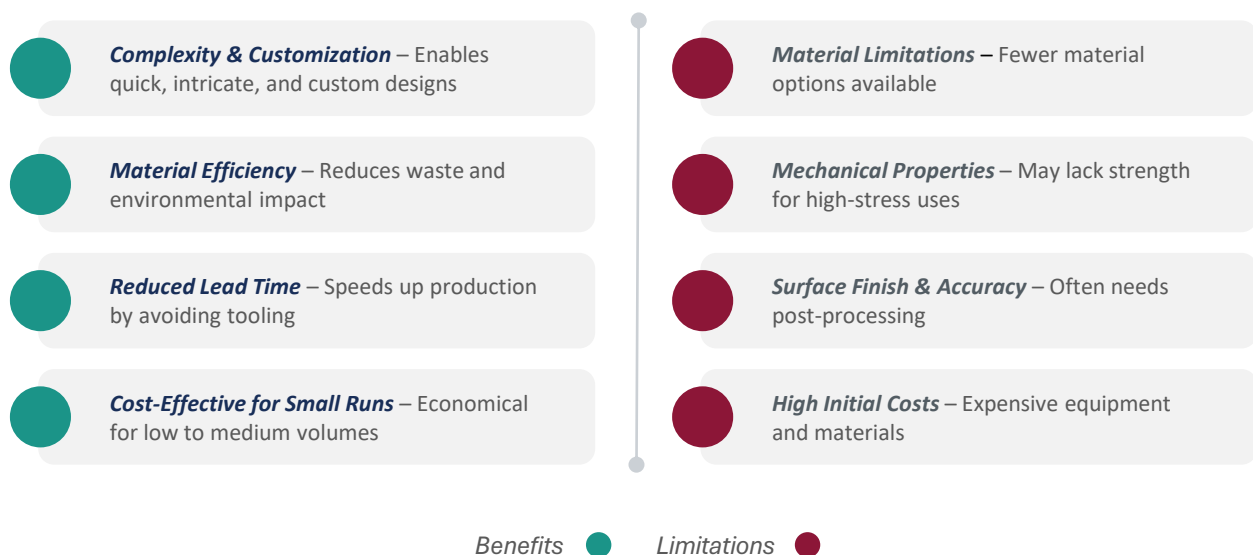 Complexity & Customization – Enables
quick, intricate, and custom designs
Material Efficiency – Reduces waste and
environmental impact
Reduced Lead Time – Speeds up production
by avoiding tooling
Cost-Effective for Small Runs – Economical
for low to medium volumes
Material Limitations – Fewer material
options available
Mechanical Properties – May lack strength
for high-stress uses
Surface Finish & Accuracy – Often needs
post-processing
High Initial Costs – Expensive equipment
and materials
Benefits
Limitations